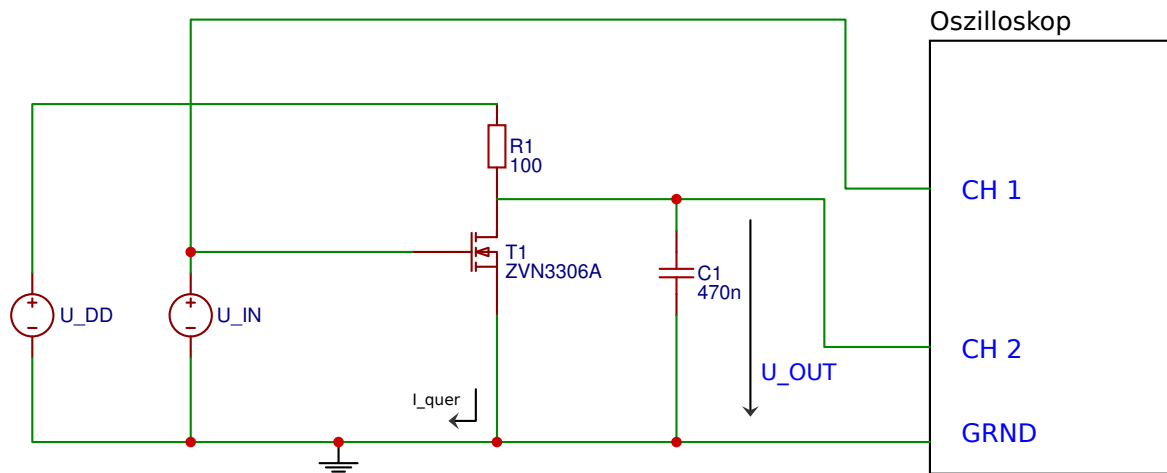 Oszilloskop
R1
100
CH 1
T1
ZVN3306A
C1
470n
+
−
U_DD
+
−
U_IN
CH 2
U_OUT
I_quer
GRND